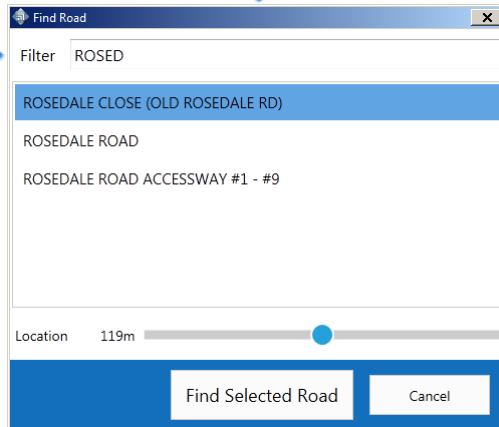 Find Road
Filter ROSED
ROSEDALE CLOSE (OLD ROSEDALE RD)
ROSEDALE ROAD
ROSEDALE ROAD ACCESSWAY #1 - #9
Location 119m
Find Selected Road Cancel